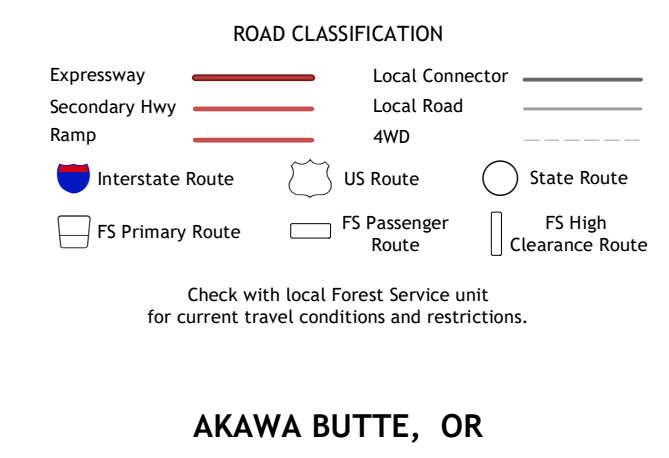 ROAD CLASSIFICATION
Expressway
Local Connector
Secondary Hwy
Local Road
Ramp
4WD
Interstate Route
US Route
State Route
FS Primary Route
FS Passenger
Route
FS High
Clearance Route
Check with local Forest Service unit
for current travel conditions and restrictions.
AKAWA BUTTE, OR